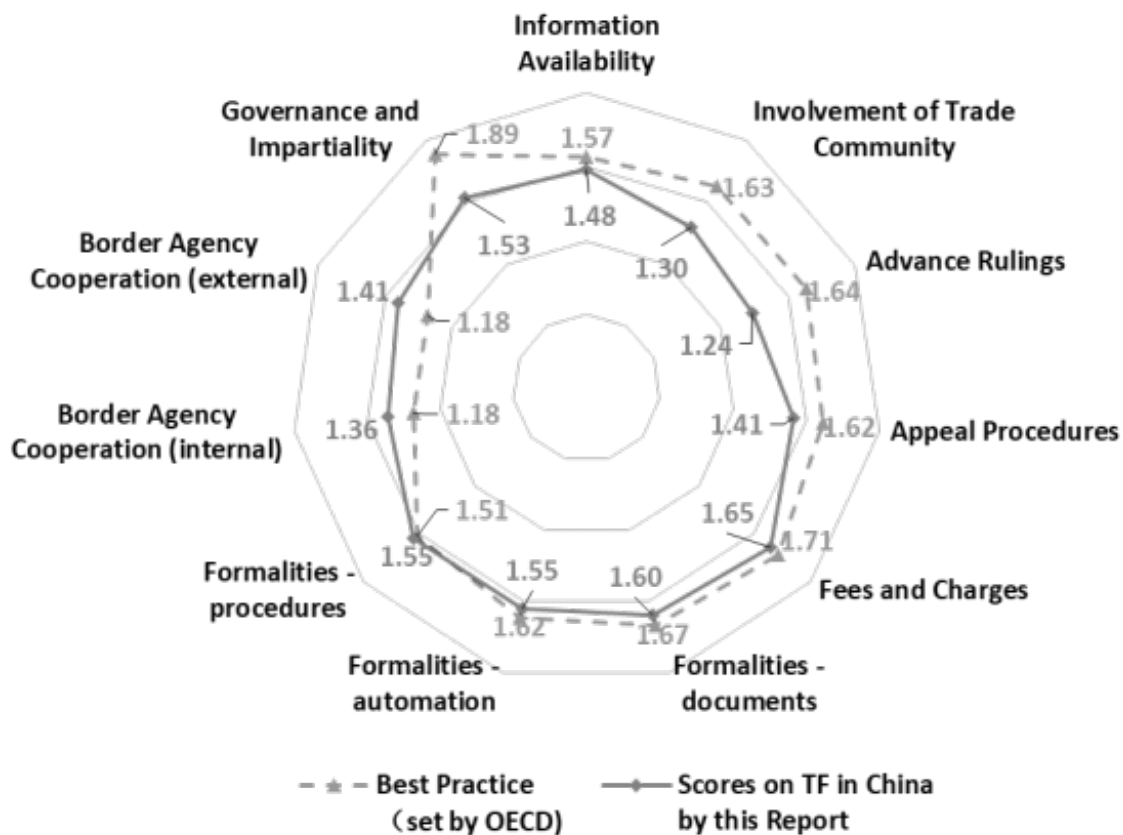 Information
Availability
Governance and
Impartiality
Involvement of Trade
Community
1.89
1.57
1.63
1.48
1.53
1.30
Border Agency
Cooperation (external)
Advance Rulings
1.41
1.18
1.64
1.24
Border Agency
Cooperation (internal)
1.36
1.18
1.41
1.62
Appeal Procedures
1.51
1.65
1.55
1.71
Formalities -
procedures
1.55
1.60
Fees and Charges
1.62
1.67
Formalities -
automation
Formalities -
documents
Best Practice
（set by OECD)
Scores on TF in China
by this Report